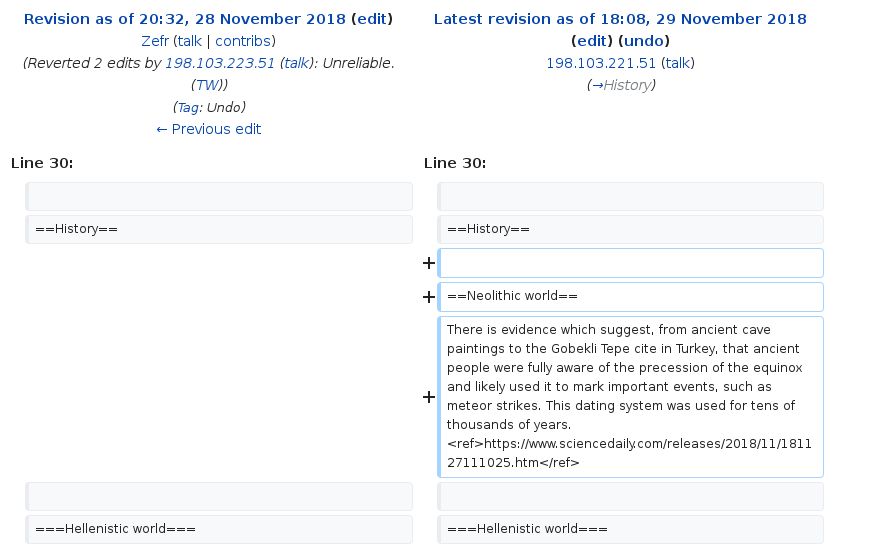 Revision as of 20:32, 28 November 2018 (edit)
Zefr (talk | contribs)
(Reverted 2 edits by 198.103.223.51 (talk): Unreliable.
(TW))
(Tag: Undo)
← Previous edit
Latest revision as of 18:08, 29 November 2018
(edit) (undo)
198.103.221.51 (talk)
(→History)
Line 30:
Line 30:
==History==
==History==
+
+ ==Neolithic world==
+ There is evidence which suggest, from ancient cave
paintings to the Gobekli Tepe cite in Turkey, that ancient
people were fully aware of the precession of the equinox
and likely used it to mark important events, such as
meteor strikes. This dating system was used for tens of
thousands of years.
<ref>https://www.sciencedaily.com/releases/2018/11/1811
27111025.htm</ref>
===Hellenistic world===
===Hellenistic world===